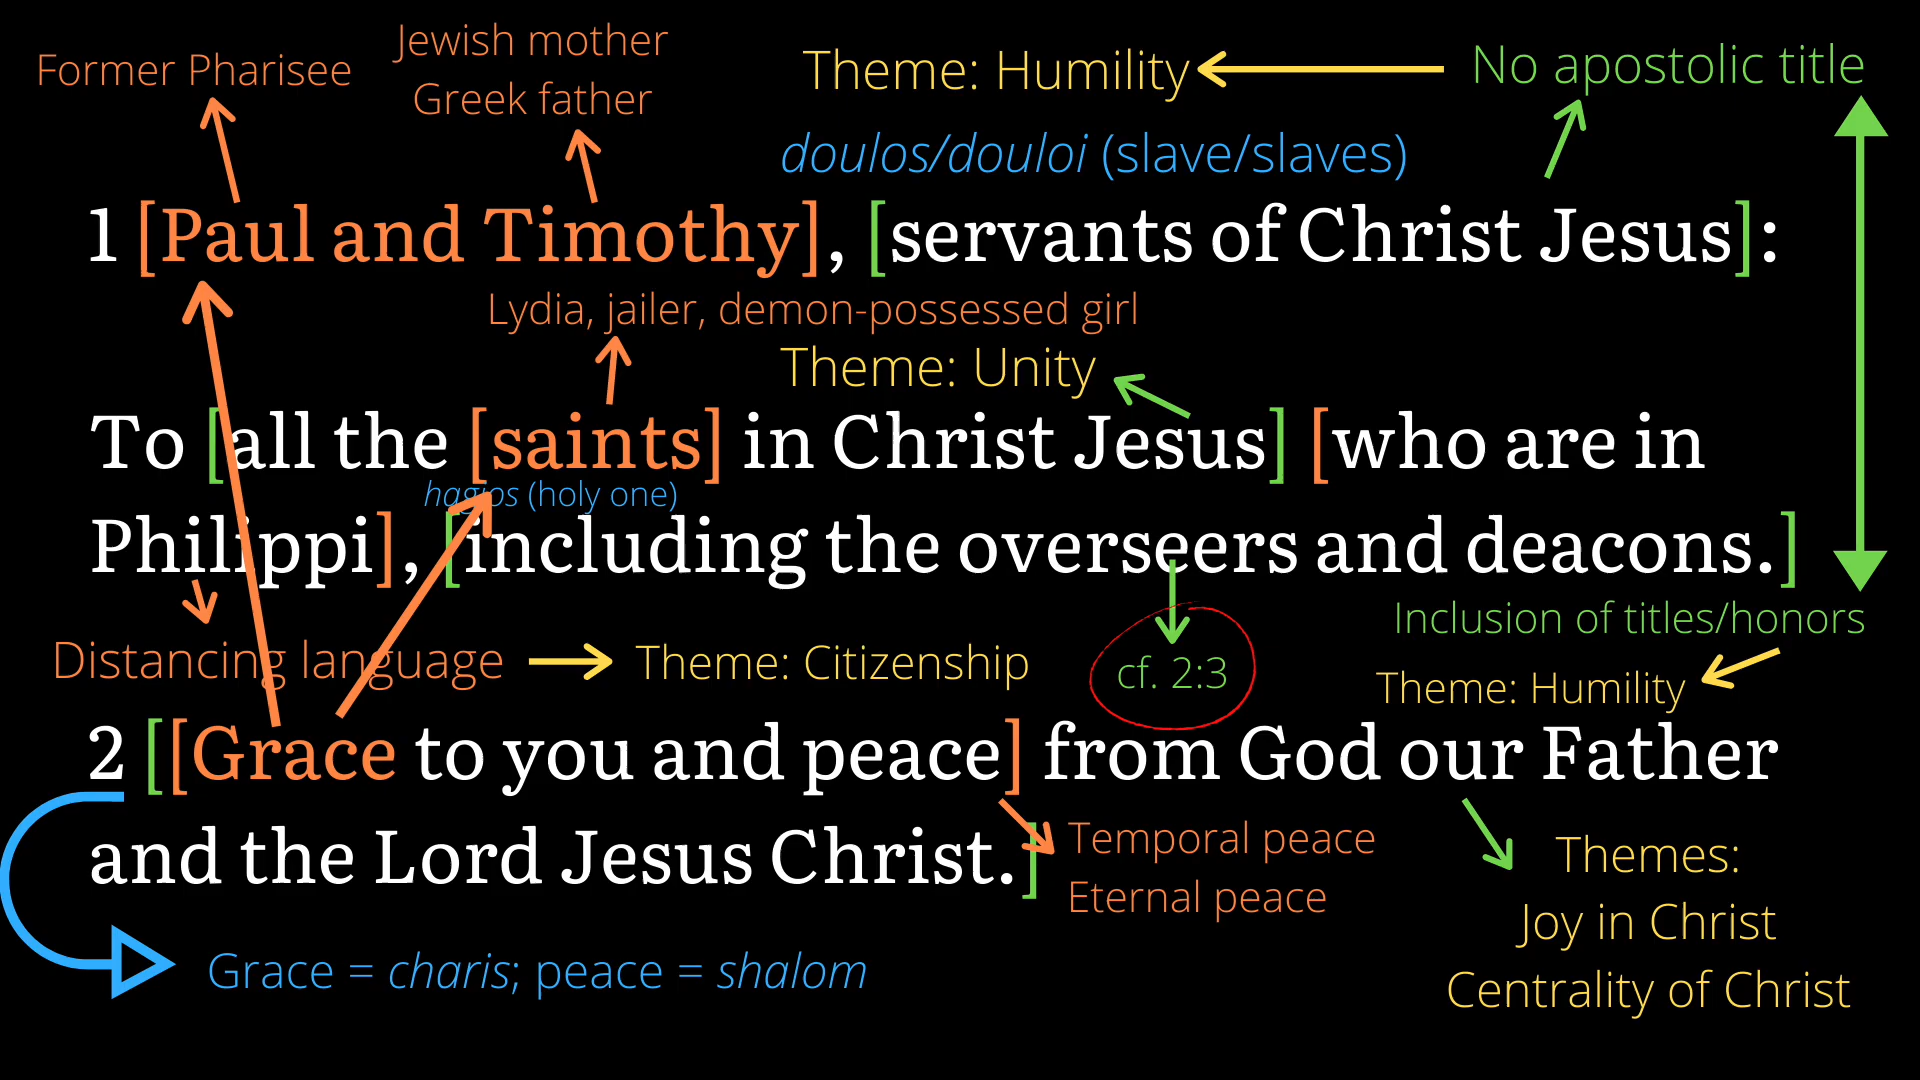 Jewish mother
Former Pharisee
Greek father
Theme: Humility
No apostolic title
doulos/douloi (slave/slaves)
1 [Paul and Timothy], [servants of Christ Jesus]:
Lydia, jailer, demon-possessed girl
Theme: Unity
To [all the [saints] in Christ Jesus] [who are in
hagios (holy one)
Philippi], [including the overseers and deacons.]
Inclusion of titles/honors
Distancing language
Theme: Citizenship
cf. 2:3
Theme: Humility
2 [[Grace to you and peace] from God our Father
and the Lord Jesus Christ.]
Temporal peace
Eternal peace
Themes:
Joy in Christ
Centrality of Christ
Grace = charis; peace = shalom